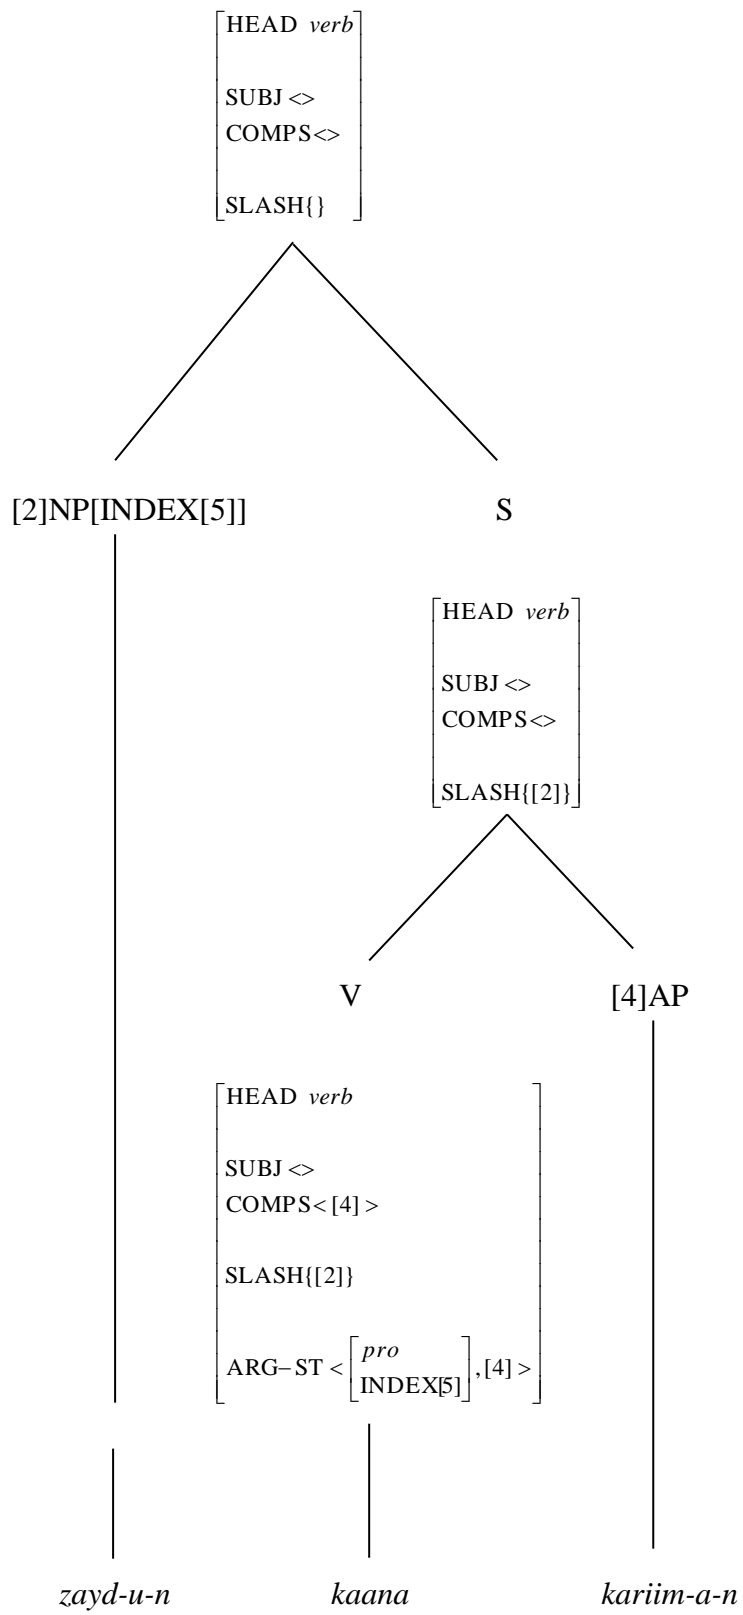 HEAD verb
SUBJ <>
COMPS<>
SLASH{}
[2]NP[INDEX[5]] S
HEAD verb
SUBJ <>
COMPS<>
SLASH{[2]}
V [4]AP
HEAD verb
SUBJ <>
COMPS<[4]>
SLASH{[2]}
ARG–ST <[pro INDEX[5]],[4]>
zayd-u-n kaana kariim-a-n